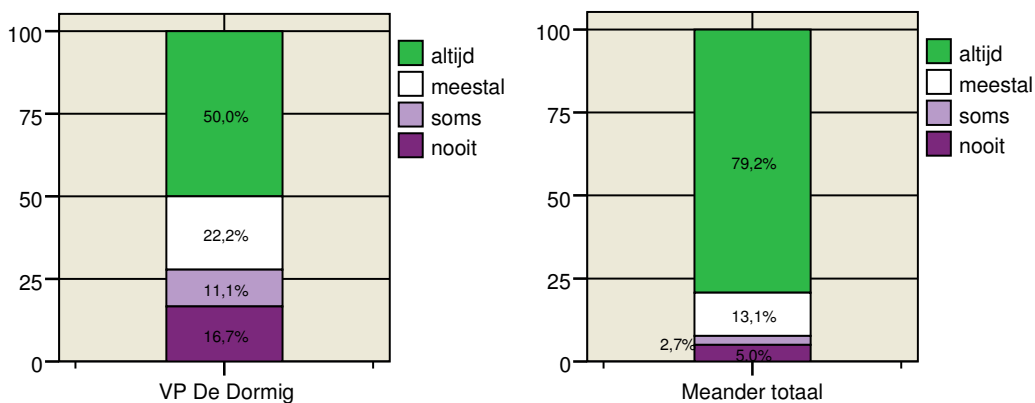 100
75
50
25
0
50,0%
22,2%
11,1%
16,7%
VP De Dormig
altijd
meestal
soms
nooit
100
75
50
25
0
79,2%
13,1%
2,7%
5,0%
Meander totaal
altijd
meestal
soms
nooit